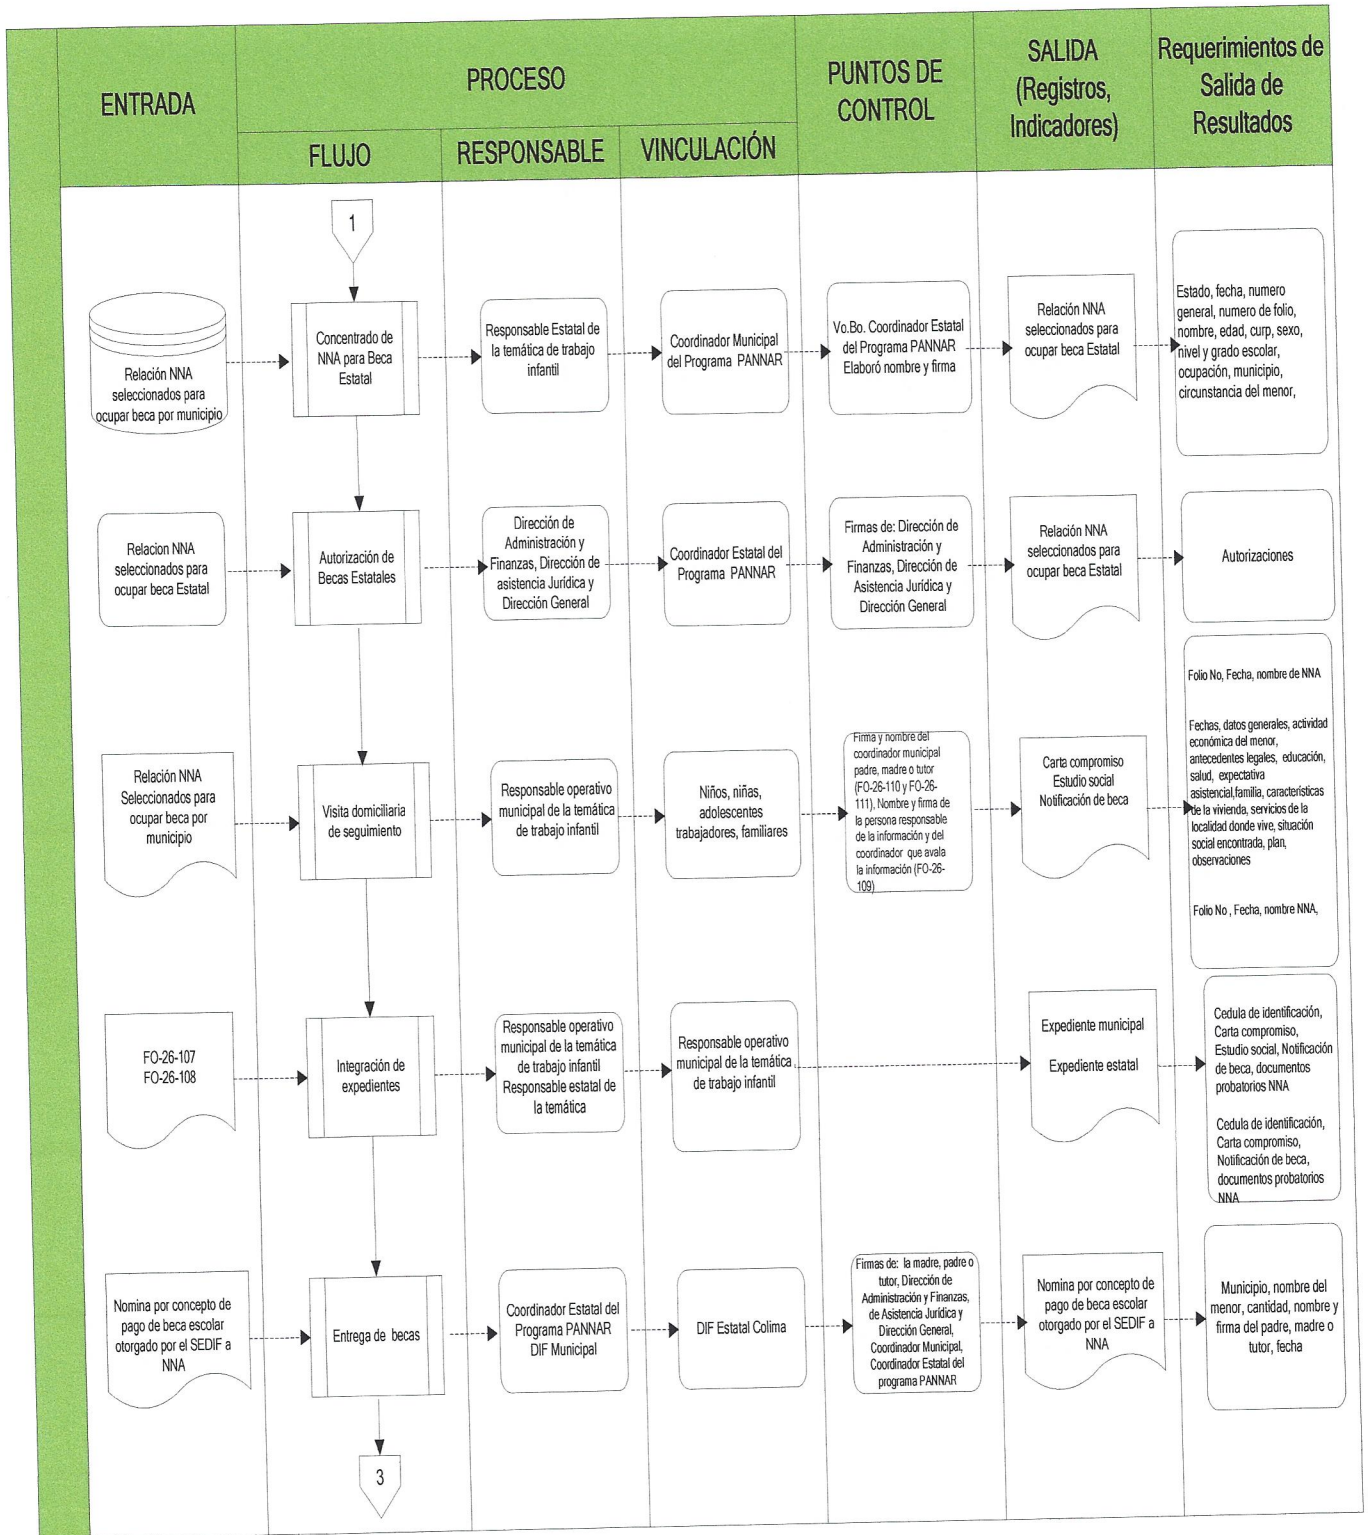 ENTRADA
PROCESO
FLUJO
RESPONSABLE
VINCULACIÓN
PUNTOS DE
CONTROL
SALIDA
(Registros,
Indicadores)
Requerimientos de
Salida de
Resultados
1
Relación NNA
seleccionados para
ocupar beca por municipio
Concentrado de
NNA para Beca
Estatal
Responsable Estatal de
la temática de trabajo
infantil
Coordinador Municipal
del Programa PANNAR
Vo.Bo. Coordinador Estatal
del Programa PANNAR
Elaboró nombre y firma
Relación NNA
seleccionados para
ocupar beca Estatal
Estado, fecha, numero
general, numero de folio,
nombre, edad, curp, sexo,
nivel y grado escolar,
ocupación, municipio,
circunstancia del menor,
Relacion NNA
seleccionados para
ocupar beca Estatal
Autorización de
Becas Estatales
Dirección de
Administración y
Finanzas, Dirección de
asistencia Jurídica y
Dirección General
Coordinador Estatal del
Programa PANNAR
Firmas de: Dirección de
Administración y
Finanzas, Dirección de
Asistencia Jurídica y
Dirección General
Relación NNA
seleccionados para
ocupar beca Estatal
Autorizaciones
Relación NNA
Seleccionados para
ocupar beca por
municipio
Visita domiciliaria
de seguimiento
Responsable operativo
municipal de la temática
de trabajo infantil
Niños, niñas,
adolescentes
trabajadores, familiares
Firma y nombre del
coordinador municipal
padre, madre o tutor
(FO-26-110 y FO-26-
111), Nombre y firma de
la persona responsable
de la información y del
coordinador que avala
la información (FO-26-
109)
Carta compromiso
Estudio social
Notificación de beca
Folio No, Fecha, nombre de NNA
Fechas, datos generales, actividad
económica del menor,
antecedentes legales, educación,
salud, expectativa
asistencial,familia, características
de la vivienda, servicios de la
localidad donde vive, situación
social encontrada, plan,
observaciones
Folio No , Fecha, nombre NNA,
FO-26-107
FO-26-108
Integración de
expedientes
Responsable operativo
municipal de la temática
de trabajo infantil
Responsable estatal de
la temática
Responsable operativo
municipal de la temática
de trabajo infantil
Expediente municipal
Expediente estatal
Cedula de identificación,
Carta compromiso,
Estudio social, Notificación
de beca, documentos
probatorios NNA
Cedula de identificación,
Carta compromiso,
Notificación de beca,
documentos probatorios
NNA
Nomina por concepto de
pago de beca escolar
otorgado por el SEDIF a
NNA
Entrega de becas
Coordinador Estatal del
Programa PANNAR
DIF Municipal
DIF Estatal Colima
Firmas de: la madre, padre o
tutor, Dirección de
Administración y Finanzas,
de Asistencia Jurídica y
Dirección General,
Coordinador Municipal,
Coordinador Estatal del
programa PANNAR
Nomina por concepto de
pago de beca escolar
otorgado por el SEDIF a
NNA
Municipio, nombre del
menor, cantidad, nombre y
firma del padre, madre o
tutor, fecha
3